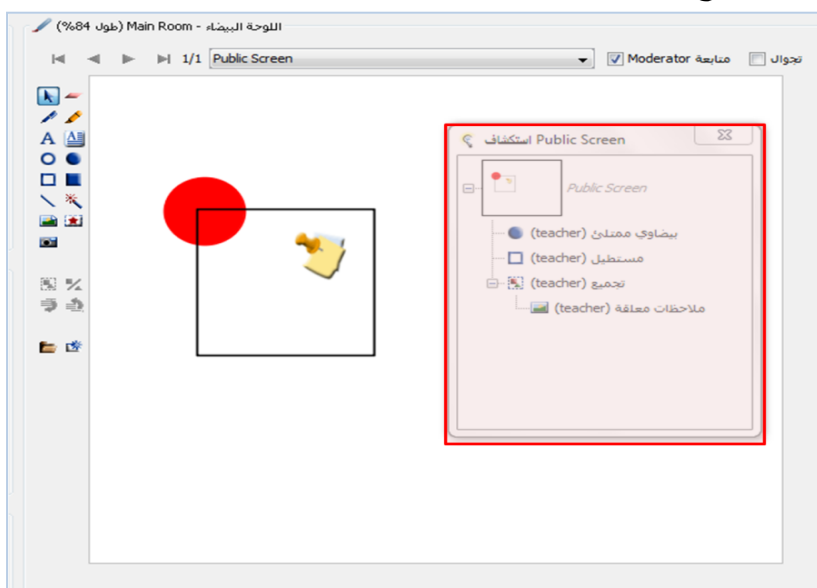 اللوحة البيضاء - Main Room (طول 84%)
1/1 Public Screen متابعة Moderator تجوال
استكشاف Public Screen
Public Screen
بيضاوي ممتلئ (teacher)
مستطيل (teacher)
تجميع (teacher)
ملاحظات معلقة (teacher)